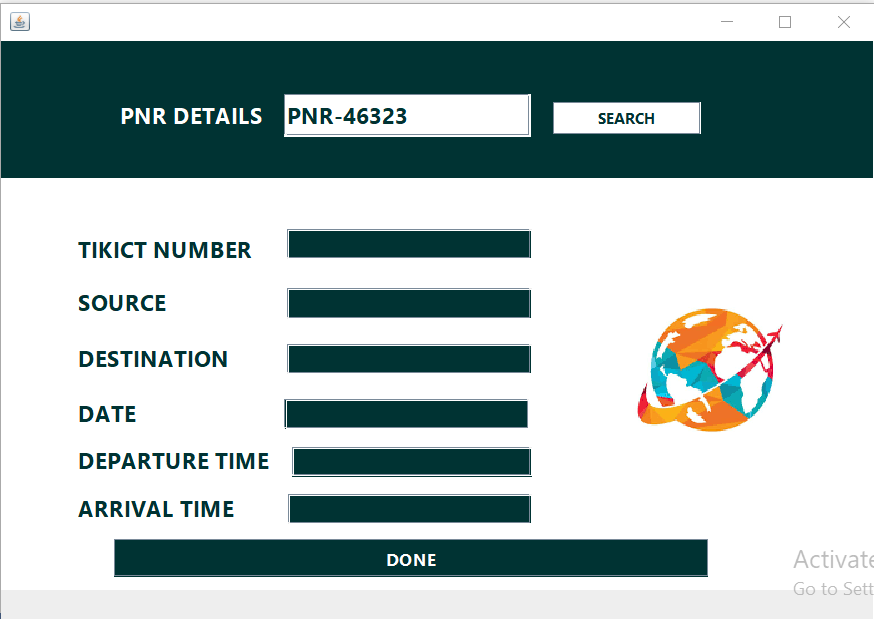 PNR DETAILS PNR-46323 SEARCH
TIKICT NUMBER
SOURCE
DESTINATION
DATE
DEPARTURE TIME
ARRIVAL TIME
DONE
Activate
Go to Sett